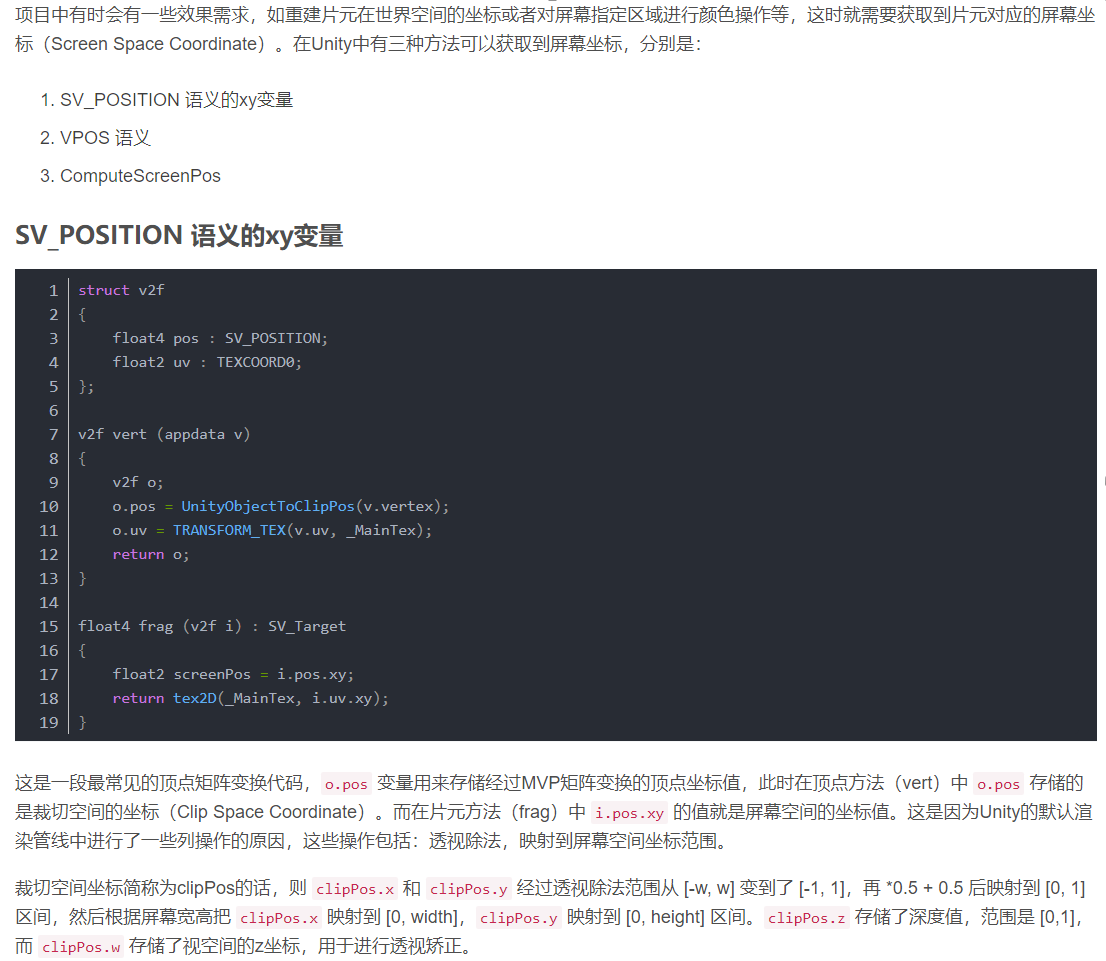 项目中有时会有一些效果需求，如重建片元在世界空间的坐标或者对屏幕指定区域进行颜色操作等，这时就需要获取到片元对应的屏幕坐
标（Screen Space Coordinate）。在Unity中有三种方法可以获取到屏幕坐标，分别是：
1. SV_POSITION 语义的xy变量
2. VPOS 语义
3. ComputeScreenPos
SV_POSITION 语义的xy变量
1 struct v2f
2 {
3     float4 pos : SV_POSITION;
4     float2 uv : TEXCOORD0;
5 };
6
7 v2f vert (appdata v)
8 {
9     v2f o;
10     o.pos = UnityObjectToClipPos(v.vertex);
11     o.uv = TRANSFORM_TEX(v.uv, _MainTex);
12     return o;
13 }
14
15 float4 frag (v2f i) : SV_Target
16 {
17     float2 screenPos = i.pos.xy;
18     return tex2D(_MainTex, i.uv.xy);
19 }
这是一段最常见的顶点矩阵变换代码，o.pos 变量用来存储经过MVP矩阵变换的顶点坐标值，此时在顶点方法（vert）中 o.pos 存储的
是裁切空间的坐标（Clip Space Coordinate）。而在片元方法（frag）中 i.pos.xy 的值就是屏幕空间的坐标值。这是因为Unity的默认渲
染管线中进行了一些列操作的原因，这些操作包括：透视除法，映射到屏幕空间坐标范围。
裁切空间坐标简称为clipPos的话，则 clipPos.x 和 clipPos.y 经过透视除法范围从 [-w, w] 变到了 [-1, 1]，再 *0.5 + 0.5 后映射到 [0, 1]
区间，然后根据屏幕宽高把 clipPos.x 映射到 [0, width]，clipPos.y 映射到 [0, height] 区间。clipPos.z 存储了深度值，范围是 [0,1]，
而 clipPos.w 存储了视空间的z坐标，用于进行透视矫正。